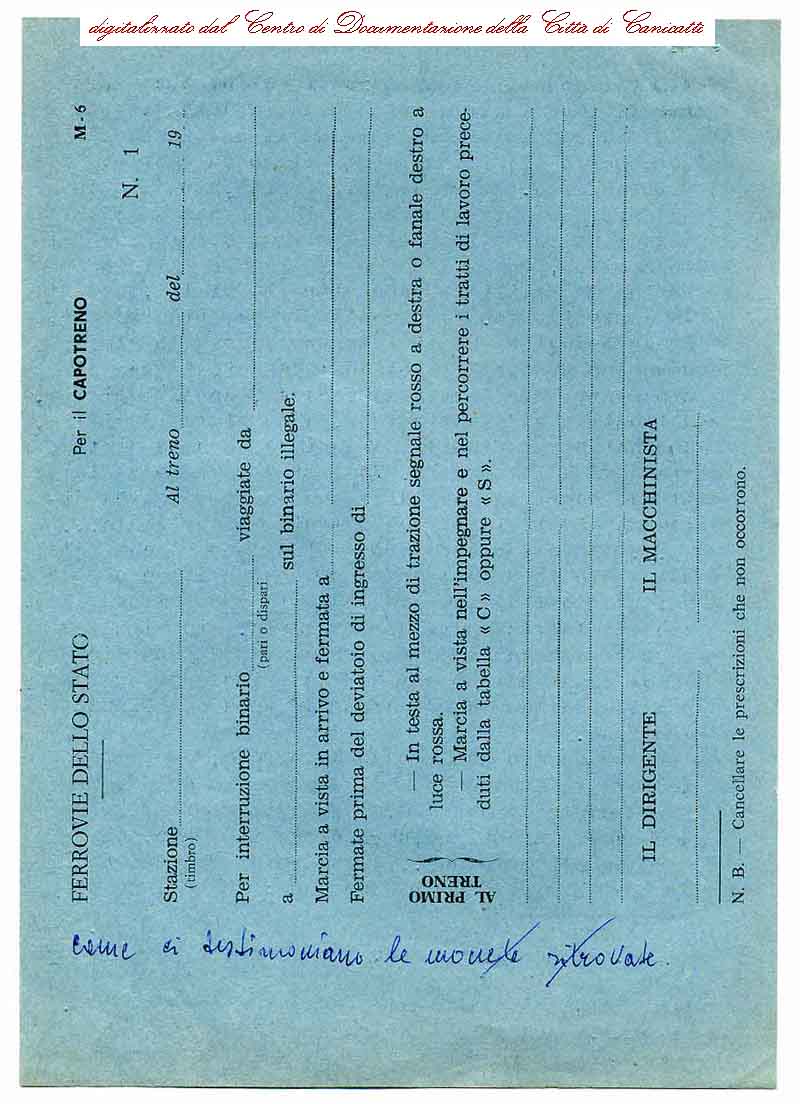 digitalizzato dal Centro di Documentazione della Città di Canicattì
FERROVIE DELLO STATO Per il CAPOTRENO M - 6
N. 1
Stazione Al treno del 19
(timbro)
Per interruzione binario viaggiate da
(pari o dispari)
a sul binario illegale.
Marcia a vista in arrivo e fermata a
Fermate prima del deviatoio di ingresso di
AL PRIMO
TRENO
— In testa al mezzo di trazione segnale rosso a destra o fanale destro a
luce rossa.
— Marcia a vista nell'impegnare e nel percorrere i tratti di lavoro prece-
duti dalla tabella « C » oppure « S ».
IL DIRIGENTE IL MACCHINISTA
N. B. — Cancellare le prescrizioni che non occorrono.
come ci testimoniano le monete ritrovate.